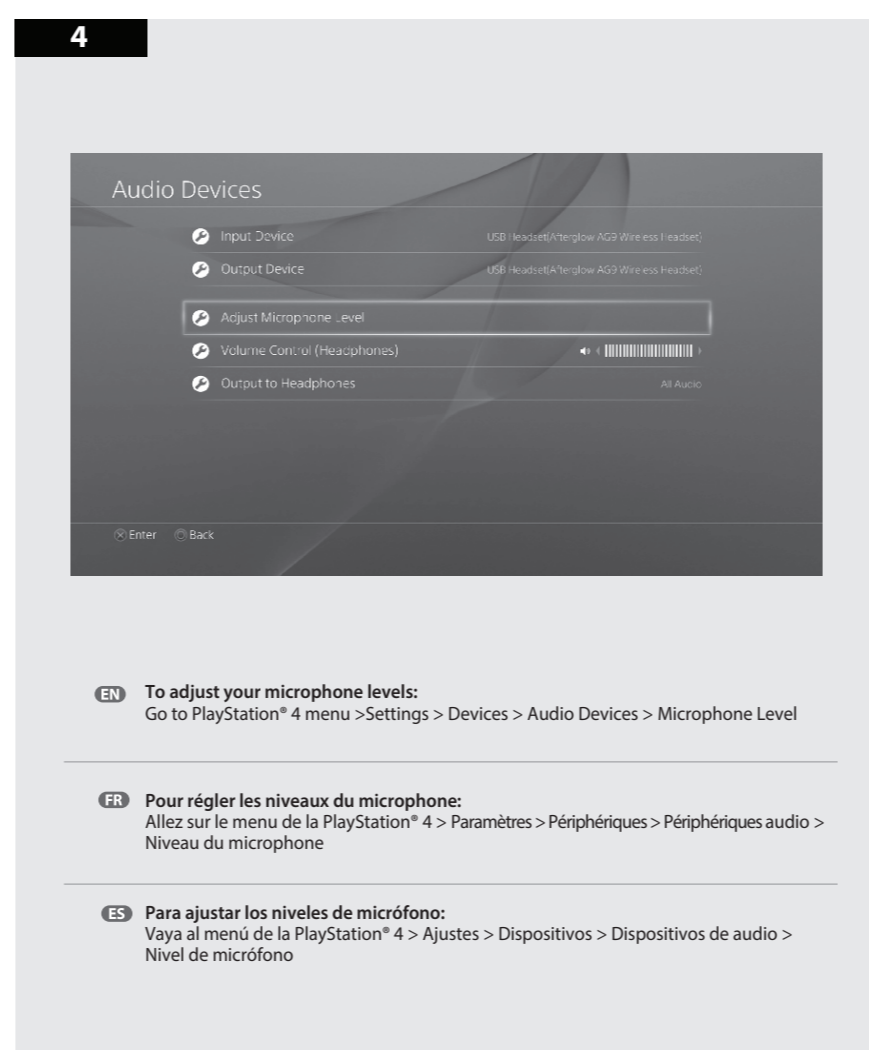 4
Audio Devices
Input Device USB Headset(Afterglow AG9 Wireless Headset)
Output Device USB Headset(Afterglow AG9 Wireless Headset)
Adjust Microphone Level
Volume Control (Headphones)
Output to Headphones All Audio
Enter Back
EN To adjust your microphone levels:
Go to PlayStation® 4 menu >Settings > Devices > Audio Devices > Microphone Level
FR Pour régler les niveaux du microphone:
Allez sur le menu de la PlayStation® 4 > Paramètres > Périphériques > Périphériques audio >
Niveau du microphone
ES Para ajustar los niveles de micrófono:
Vaya al menú de la PlayStation® 4 > Ajustes > Dispositivos > Dispositivos de audio >
Nivel de micrófono